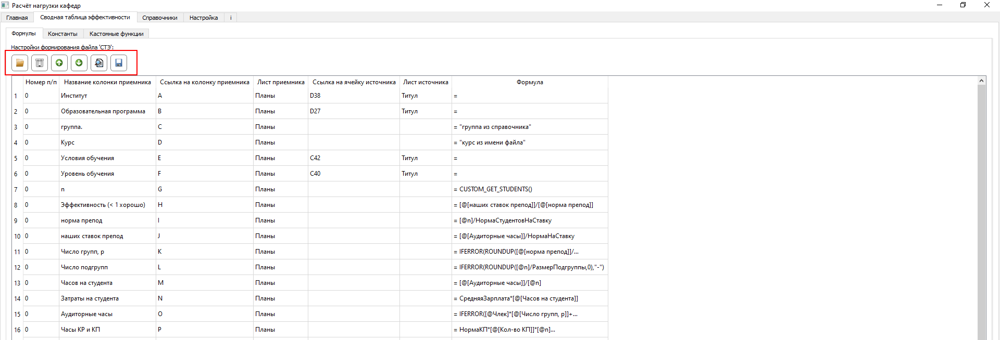 Расчёт нагрузки кафедр
Главная Сводная таблица эффективности Справочники Настройка i
Формулы Константы Кастомные функции
Настройки формирования файла 'СТЭ':
Номер п/п Название колонки приемника Ссылка на колонку приемника Лист приемника Ссылка на ячейку источника Лист источника Формула
1 0 Институт A Планы D38 Титул =
2 0 Образовательная программа B Планы D27 Титул =
3 0 группа. C Планы = "группа из справочника"
4 0 Курс D Планы = "курс из имени файла"
5 0 Условия обучения E Планы C42 Титул =
6 0 Уровень обучения F Планы C40 Титул =
7 0 n G Планы = CUSTOM_GET_STUDENTS()
8 0 Эффективность (< 1 хорошо) H Планы = [@[наших ставок препод]]/[@[норма препод]]
9 0 норма препод I Планы = [@n]/НормаСтудентовНаСтавку
10 0 наших ставок препод J Планы = [@[Аудиторные часы]]/НормаНаСтавку
11 0 Число групп, р K Планы = IFERROR(ROUNDUP([@[норма препод]]/...
12 0 Число подгрупп L Планы = IFERROR(ROUNDUP([@n]/РазмерПодгруппы,0),"-")
13 0 Часов на студента M Планы = [@[Аудиторные часы]]/[@n]
14 0 Затраты на студента N Планы = СредняяЗарплата*[@[Часов на студента]]
15 0 Аудиторные часы O Планы = IFERROR([@Члек]*[@[Число групп, р]]+...
16 0 Часы КР и КП P Планы = НормаКП*[@[Кол-во КП]]*[@n]...